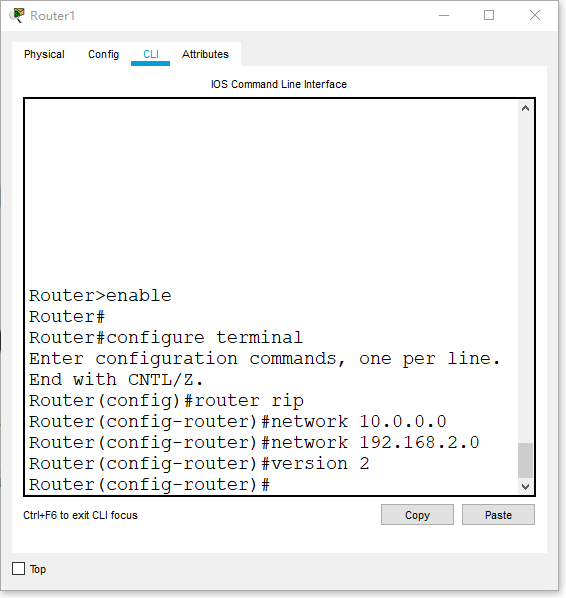 Router1
Physical Config CLI Attributes
IOS Command Line Interface
Router>enable
Router#
Router#configure terminal
Enter configuration commands, one per line.
End with CNTL/Z.
Router(config)#router rip
Router(config-router)#network 10.0.0.0
Router(config-router)#network 192.168.2.0
Router(config-router)#version 2
Router(config-router)#
Ctrl+F6 to exit CLI focus Copy Paste
Top